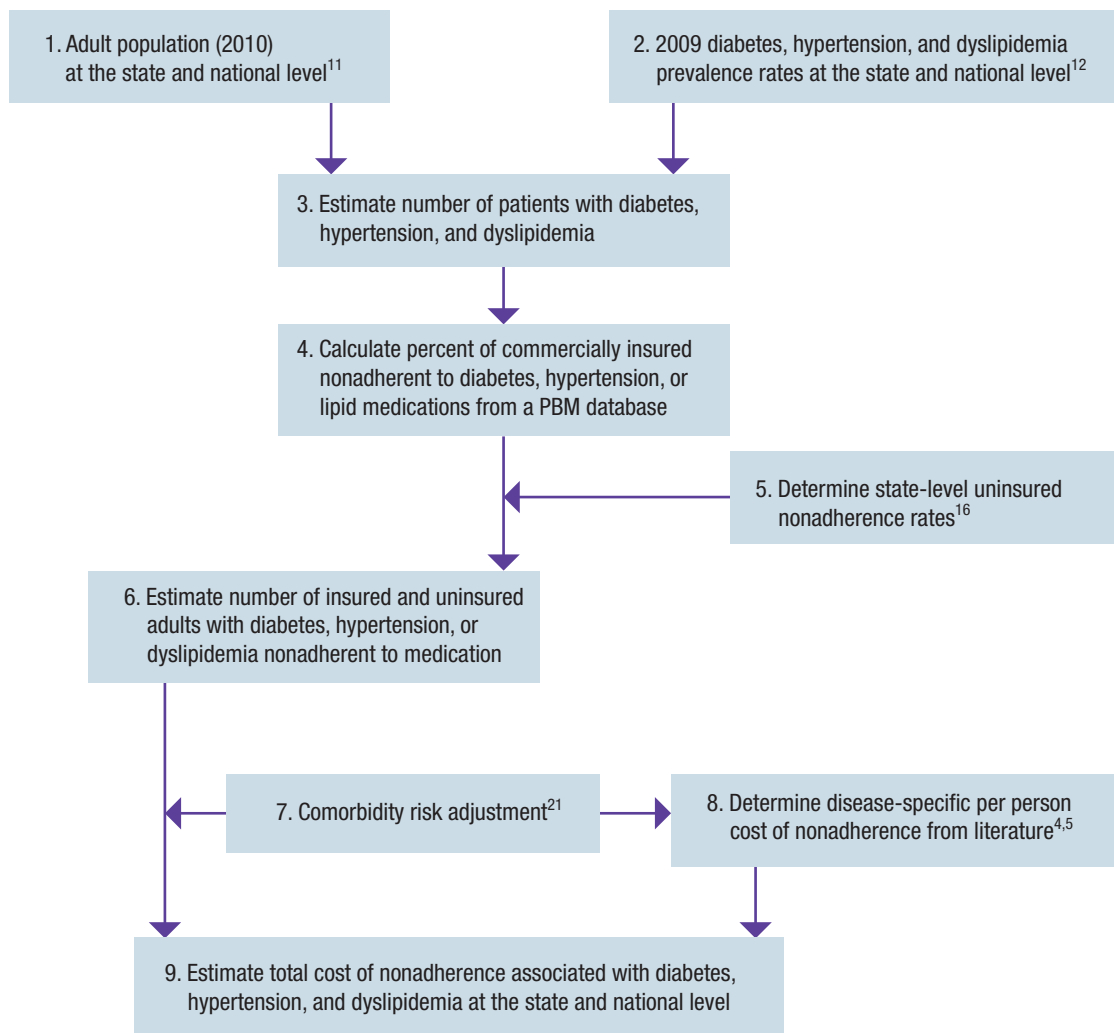 1. Adult population (2010)
at the state and national level11
2. 2009 diabetes, hypertension, and dyslipidemia
prevalence rates at the state and national level12
3. Estimate number of patients with diabetes,
hypertension, and dyslipidemia
4. Calculate percent of commercially insured
nonadherent to diabetes, hypertension, or
lipid medications from a PBM database
5. Determine state-level uninsured
nonadherence rates16
6. Estimate number of insured and uninsured
adults with diabetes, hypertension, or
dyslipidemia nonadherent to medication
7. Comorbidity risk adjustment21
8. Determine disease-specific per person
cost of nonadherence from literature4,5
9. Estimate total cost of nonadherence associated with diabetes,
hypertension, and dyslipidemia at the state and national level